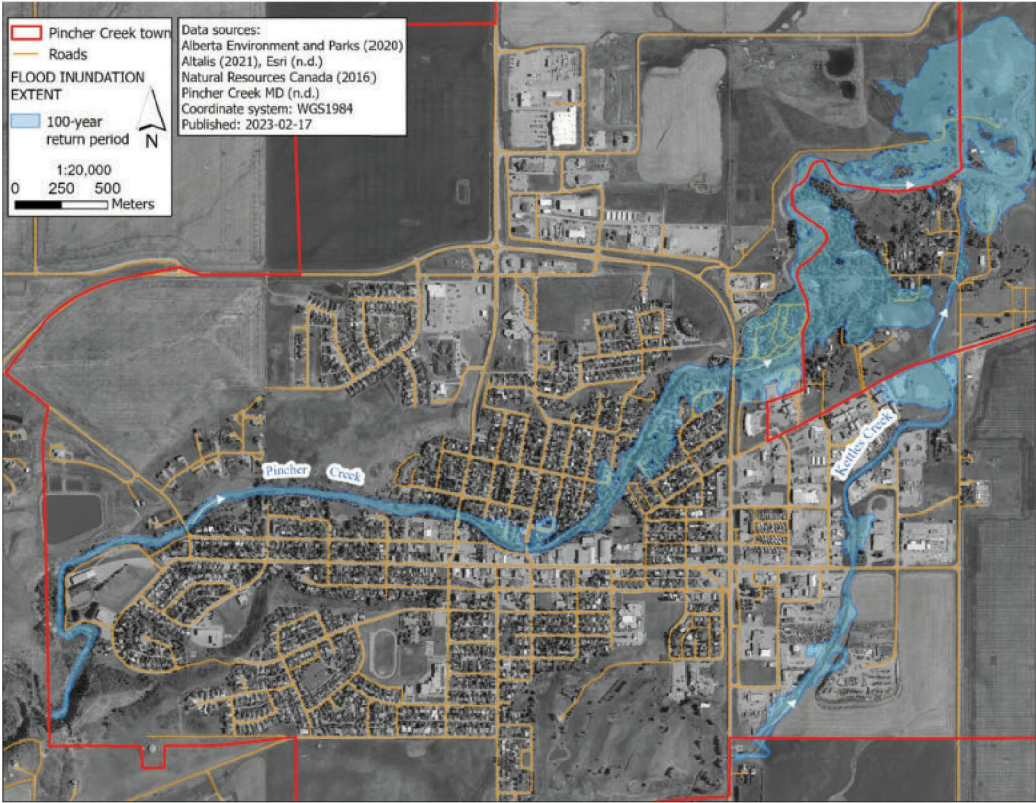 Pincher Creek town
Roads
FLOOD INUNDATION
EXTENT
100-year
return period
N
1:20,000
0 250 500
Meters
Data sources:
Alberta Environment and Parks (2020)
Altalis (2021), Esri (n.d.)
Natural Resources Canada (2016)
Pincher Creek MD (n.d.)
Coordinate system: WGS1984
Published: 2023-02-17
Pincher Creek
Kettles Creek